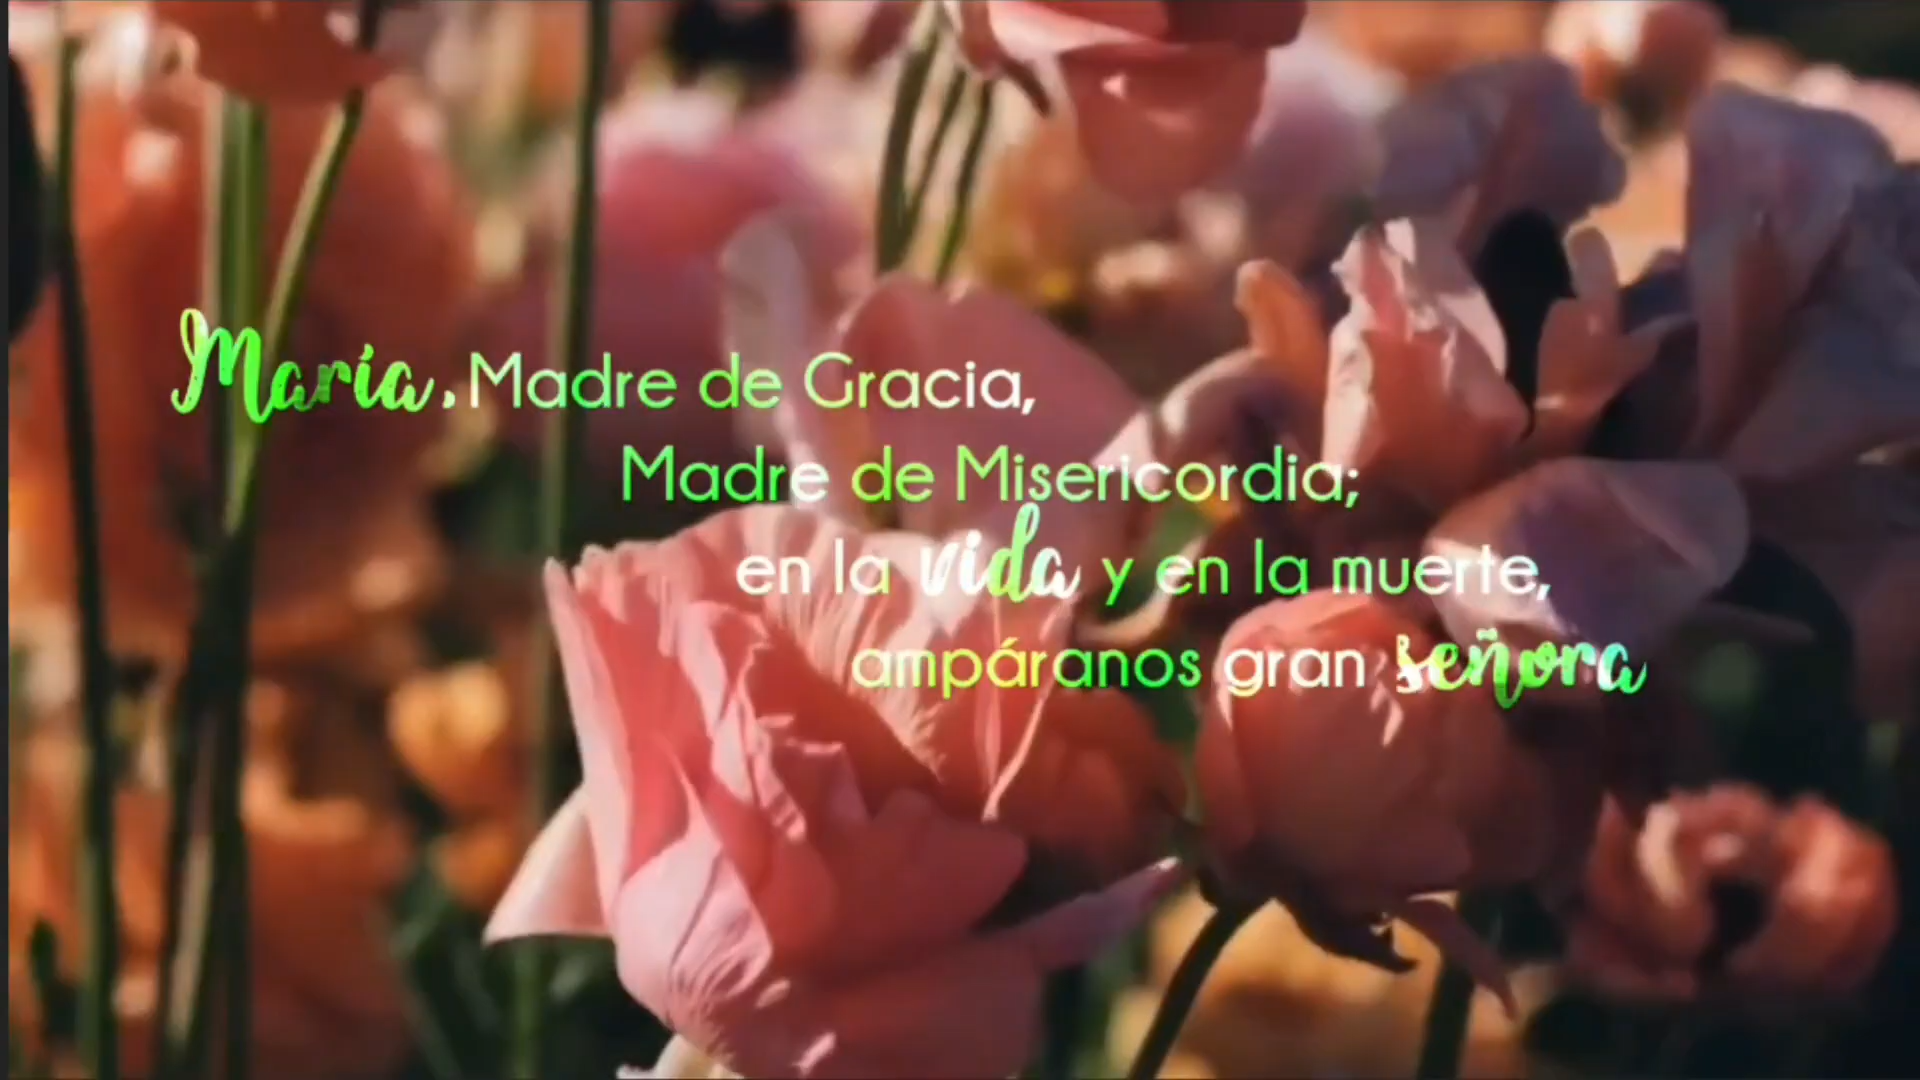 María, Madre de Gracia,
Madre de Misericordia;
en la vida y en la muerte,
ampáranos gran señora